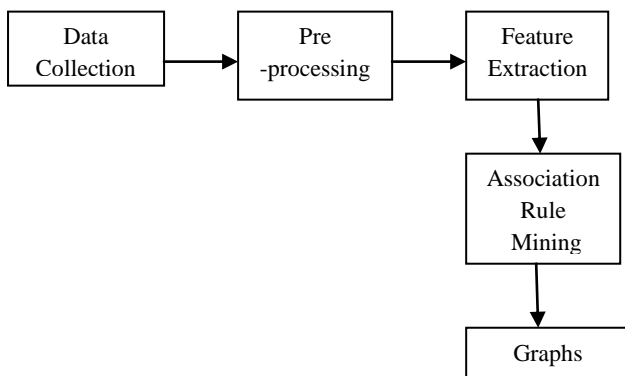 Data
Collection
Pre
-processing
Feature
Extraction
Association
Rule
Mining
Graphs